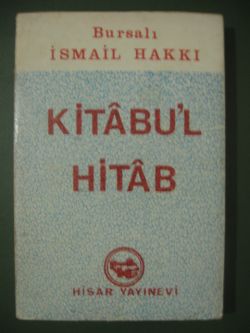 Bursalı
İSMAİL HAKKI
KİTÂBU'L
HİTÂB
HİSAR YAYINEVİ